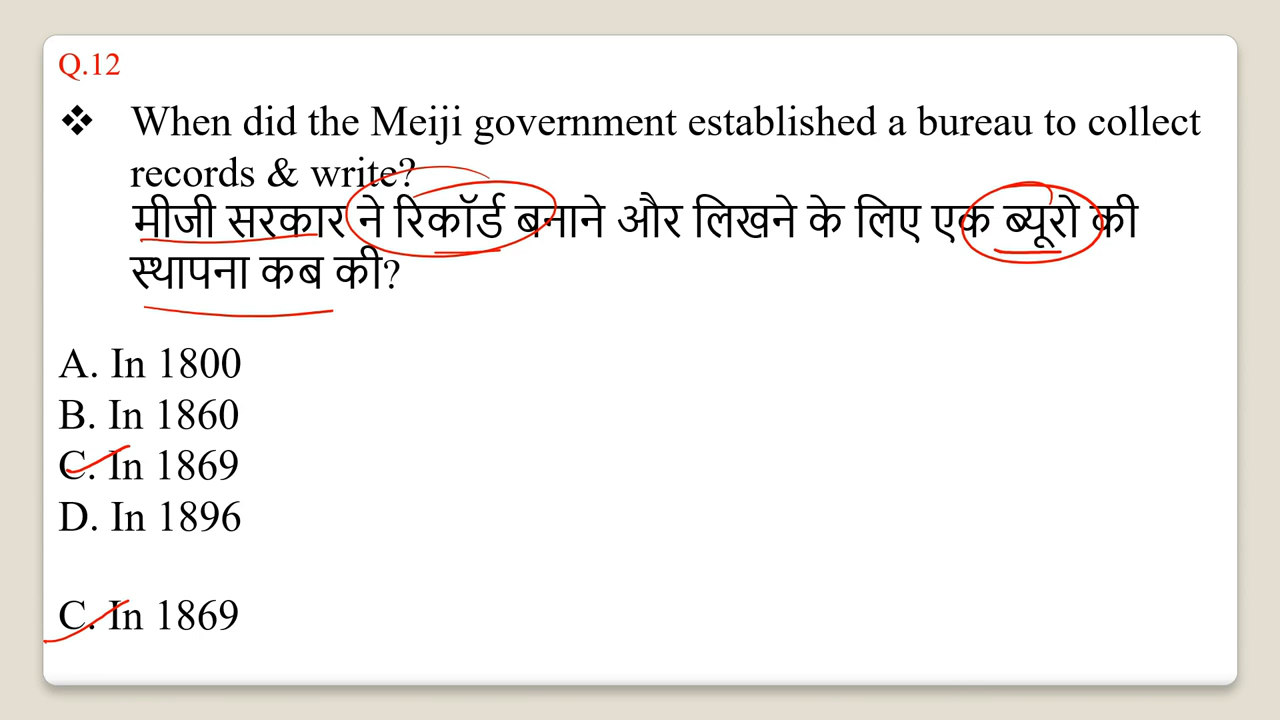 Q.12
❖ When did the Meiji government established a bureau to collect
records & write?
मीजी सरकार ने रिकॉर्ड बनाने और लिखने के लिए एक ब्यूरो की
स्थापना कब की?
A. In 1800
B. In 1860
C. In 1869
D. In 1896
C. In 1869